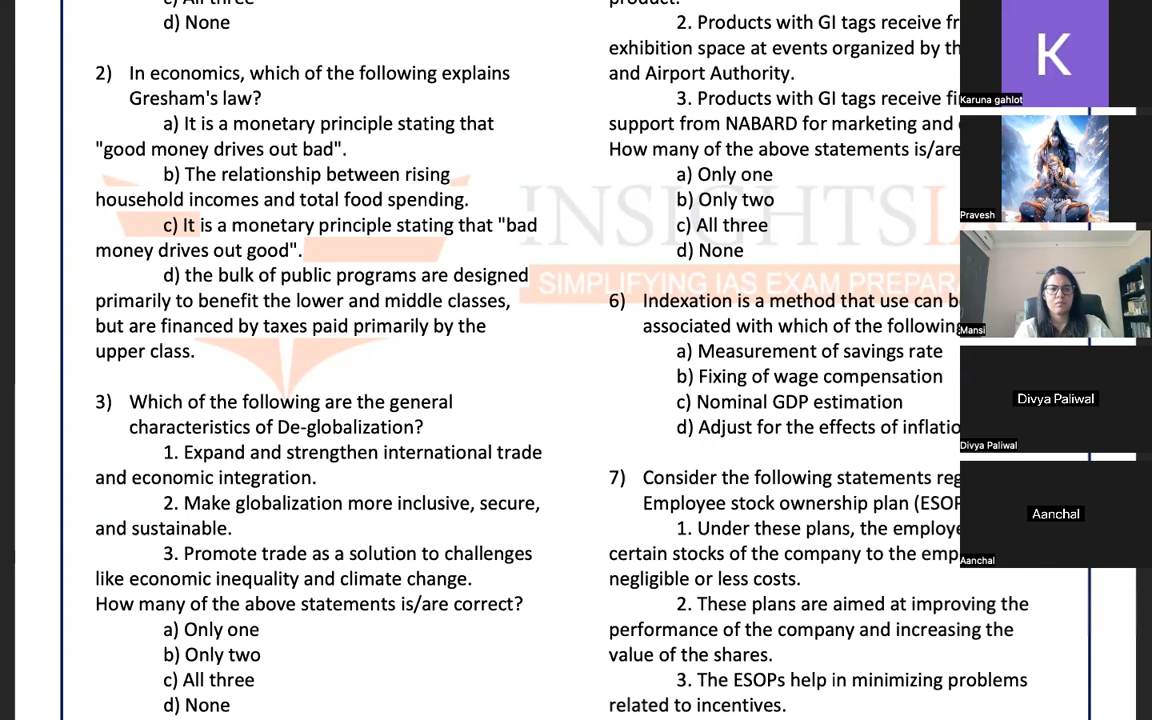 c) All three
d) None
2) In economics, which of the following explains
Gresham's law?
a) It is a monetary principle stating that
"good money drives out bad".
b) The relationship between rising
household incomes and total food spending.
c) It is a monetary principle stating that "bad
money drives out good".
d) the bulk of public programs are designed
primarily to benefit the lower and middle classes,
but are financed by taxes paid primarily by the
upper class.
3) Which of the following are the general
characteristics of De-globalization?
1. Expand and strengthen international trade
and economic integration.
2. Make globalization more inclusive, secure,
and sustainable.
3. Promote trade as a solution to challenges
like economic inequality and climate change.
How many of the above statements is/are correct?
a) Only one
b) Only two
c) All three
d) None
product.
2. Products with GI tags receive
exhibition space at events organized by
and Airport Authority.
3. Products with GI tags receive
support from NABARD for marketing and
How many of the above statements is/are
a) Only one
b) Only two
c) All three
d) None
6) Indexation is a method that use can
associated with which of the following
a) Measurement of savings rate
b) Fixing of wage compensation
c) Nominal GDP estimation
d) Adjust for the effects of
7) Consider the following statements
Employee stock ownership plan
1. Under these plans, the
certain stocks of the company to the
negligible or less costs.
2. These plans are aimed at improving the
performance of the company and increasing the
value of the shares.
3. The ESOPs help in minimizing problems
related to incentives.
INSIGHTS
SIMPLIFYING IAS EXAM
K
Karuna gahlot
Pravesh
Mansi
Divya Paliwal
Divya Paliwal
Aanchal
Aanchal